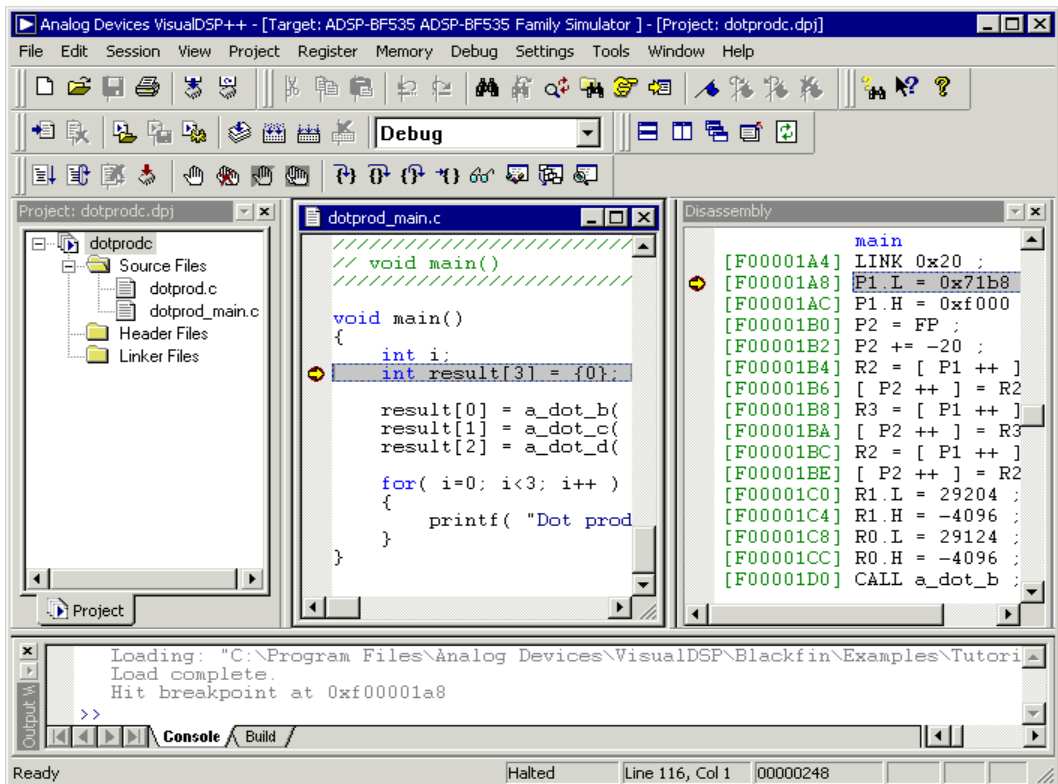 Analog Devices VisualDSP++ - [Target: ADSP-BF535 ADSP-BF535 Family Simulator ] - [Project: dotprodc.dpj]
File Edit Session View Project Register Memory Debug Settings Tools Window Help
Debug
Project: dotprodc.dpj
dotprodc
Source Files
dotprod.c
dotprod_main.c
Header Files
Linker Files
Project
dotprod_main.c
/////////////////////////
// void main()
/////////////////////////
void main()
{
int i;
int result[3] = {0};
result[0] = a_dot_b(
result[1] = a_dot_c(
result[2] = a_dot_d(
for( i=0; i<3; i++ )
{
printf( "Dot prod
}
}
Disassembly
main
[F00001A4] LINK 0x20 ;
[F00001A8] P1.L = 0x71b8
[F00001AC] P1.H = 0xf000
[F00001B0] P2 = FP ;
[F00001B2] P2 += -20 ;
[F00001B4] R2 = [ P1 ++ ]
[F00001B6] [ P2 ++ ] = R2
[F00001B8] R3 = [ P1 ++ ]
[F00001BA] [ P2 ++ ] = R3
[F00001BC] R2 = [ P1 ++ ]
[F00001BE] [ P2 ++ ] = R2
[F00001C0] R1.L = 29204 ;
[F00001C4] R1.H = -4096 ;
[F00001C8] R0.L = 29124 ;
[F00001CC] R0.H = -4096 ;
[F00001D0] CALL a_dot_b ;
Output W
Loading: "C:\Program Files\Analog Devices\VisualDSP\Blackfin\Examples\Tutori
Load complete.
Hit breakpoint at 0xf00001a8
>>
Console Build
Ready Halted Line 116, Col 1 00000248